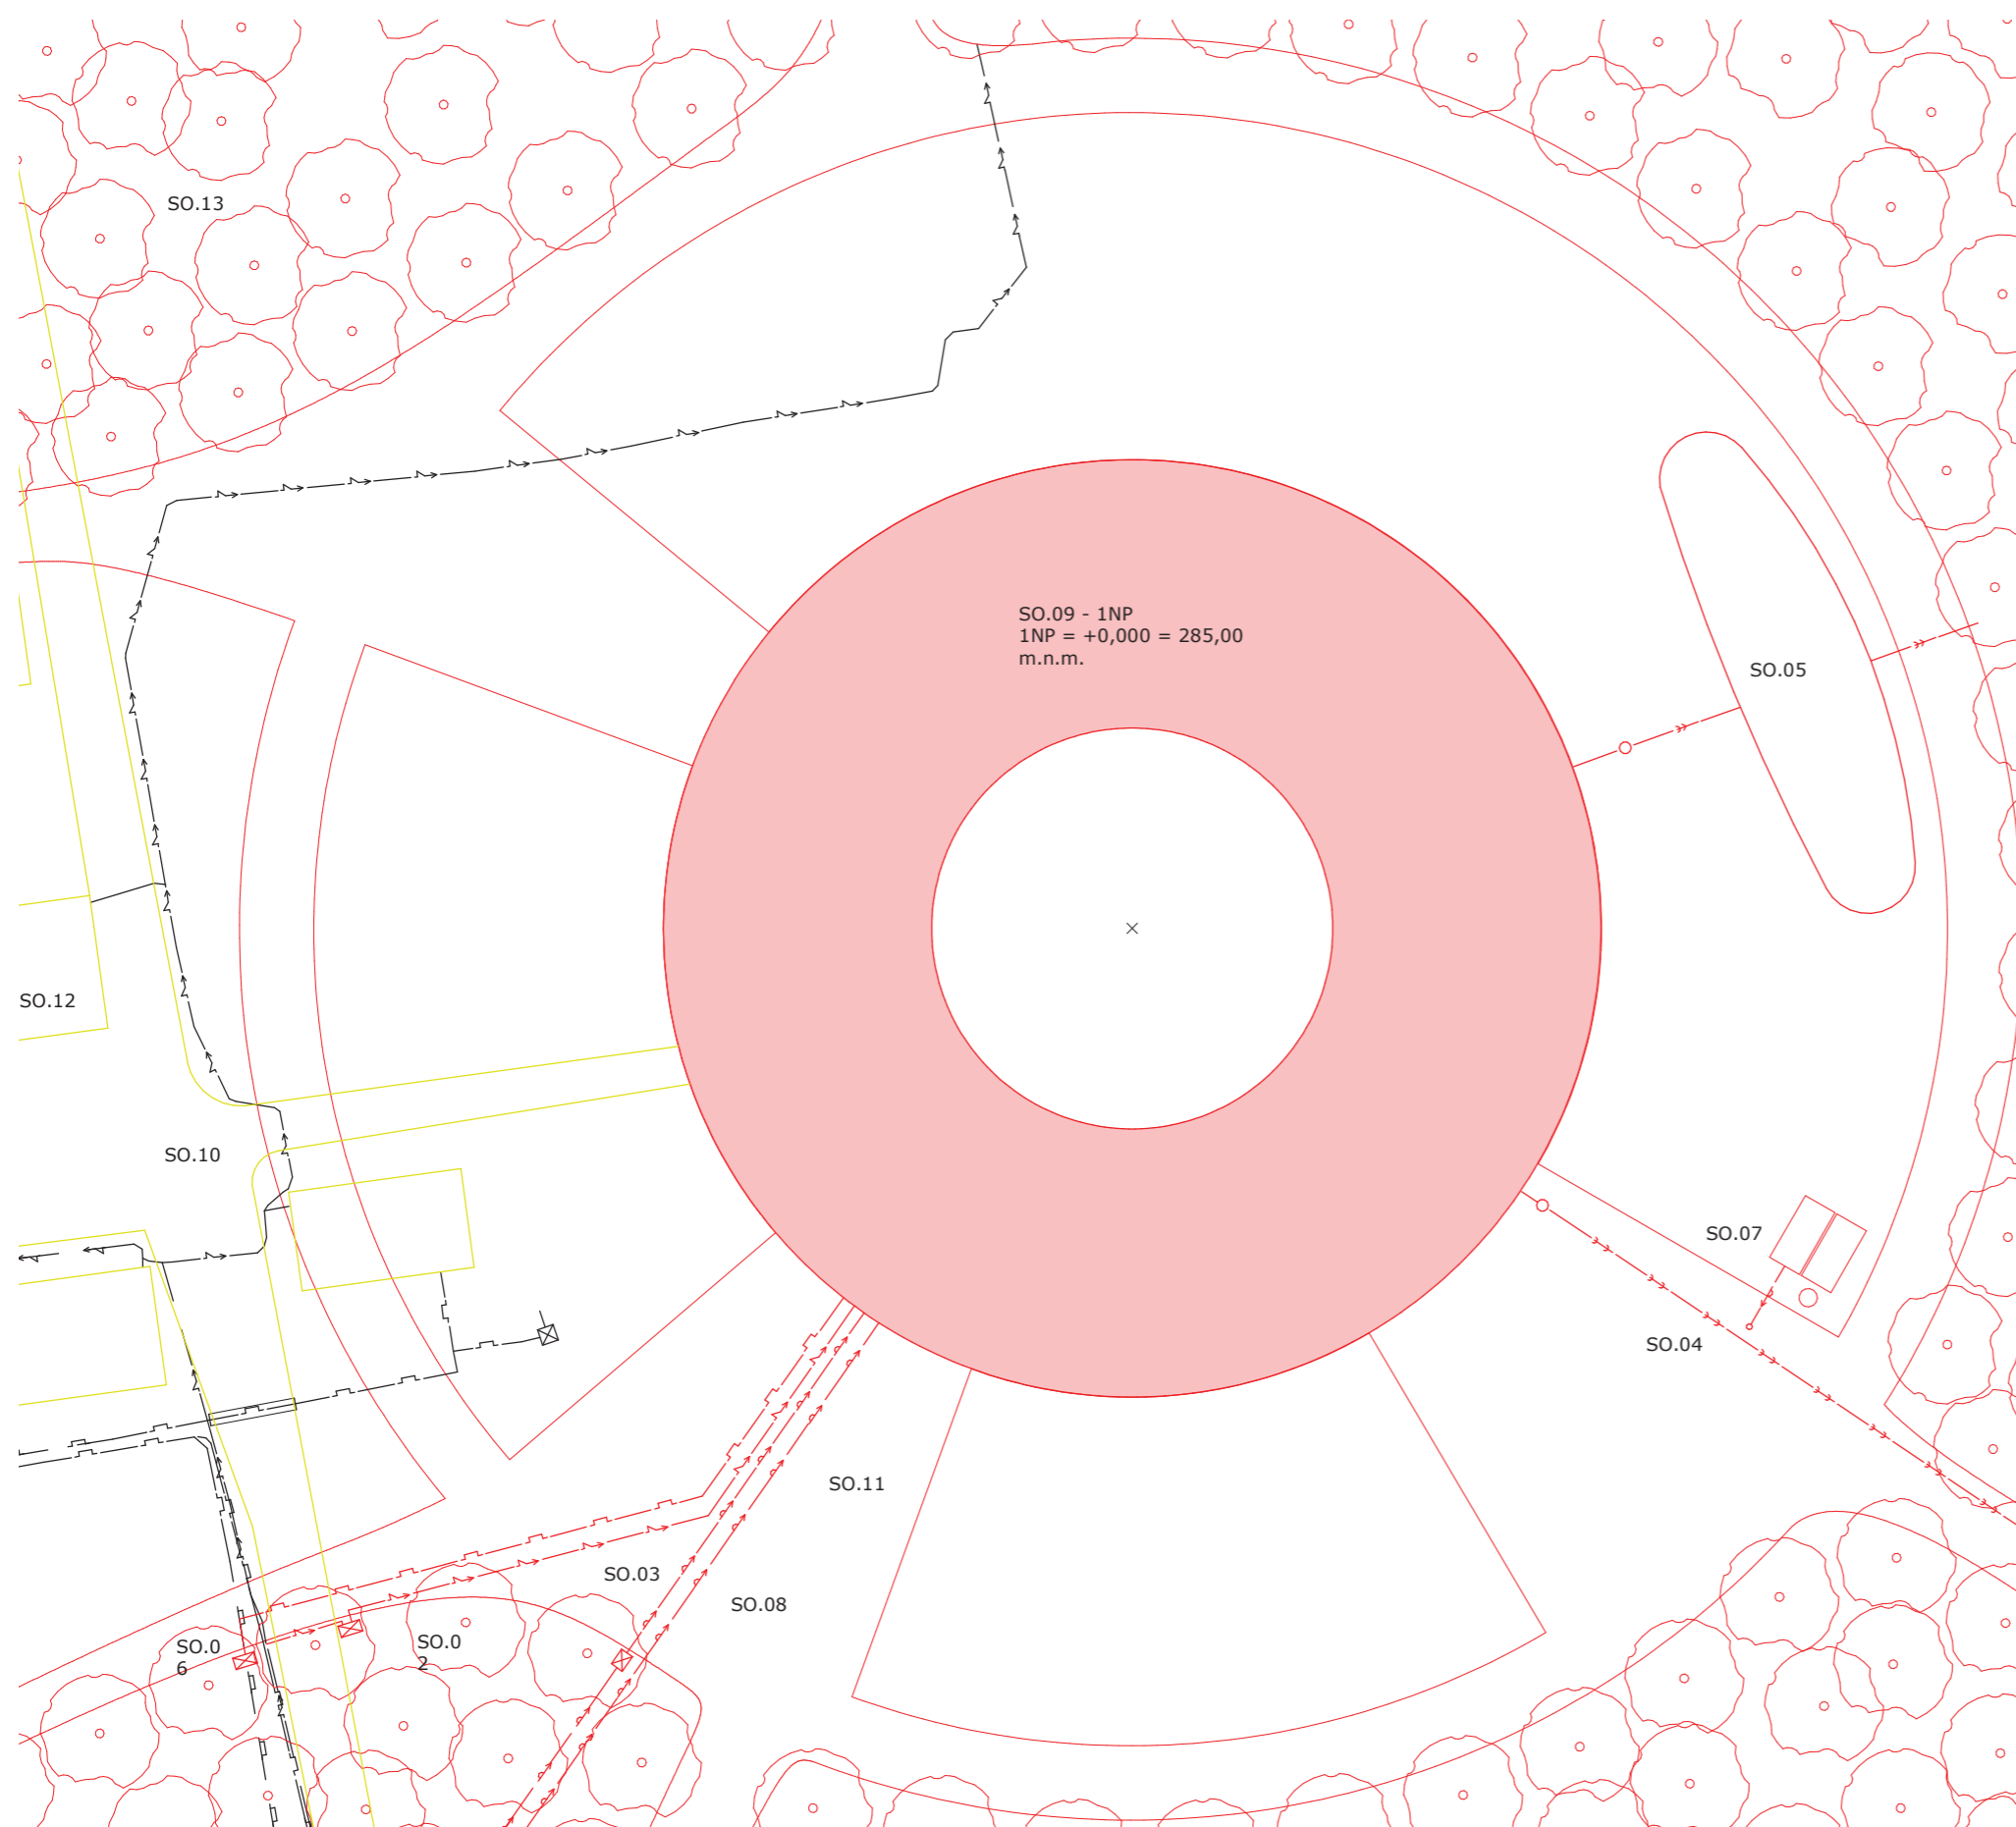 SO.13
SO.09 - 1NP
1NP = +0,000 = 285,00
m.n.m.
SO.05
SO.12
SO.10
SO.07
SO.04
SO.11
SO.03
SO.08
SO.0
6
SO.0
2